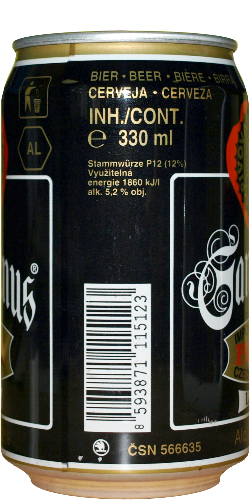 BIER · BEER · BIÈRE · BIRR
CERVEJA · CERVEZA
INH./CONT.
℮ 330 ml
AL
Stammwürze P12 (12%)
Využitelná
energie 1860 kJ/l
alk. 5,2 % obj.
nus®
8 593871 115123
ČSN 566635